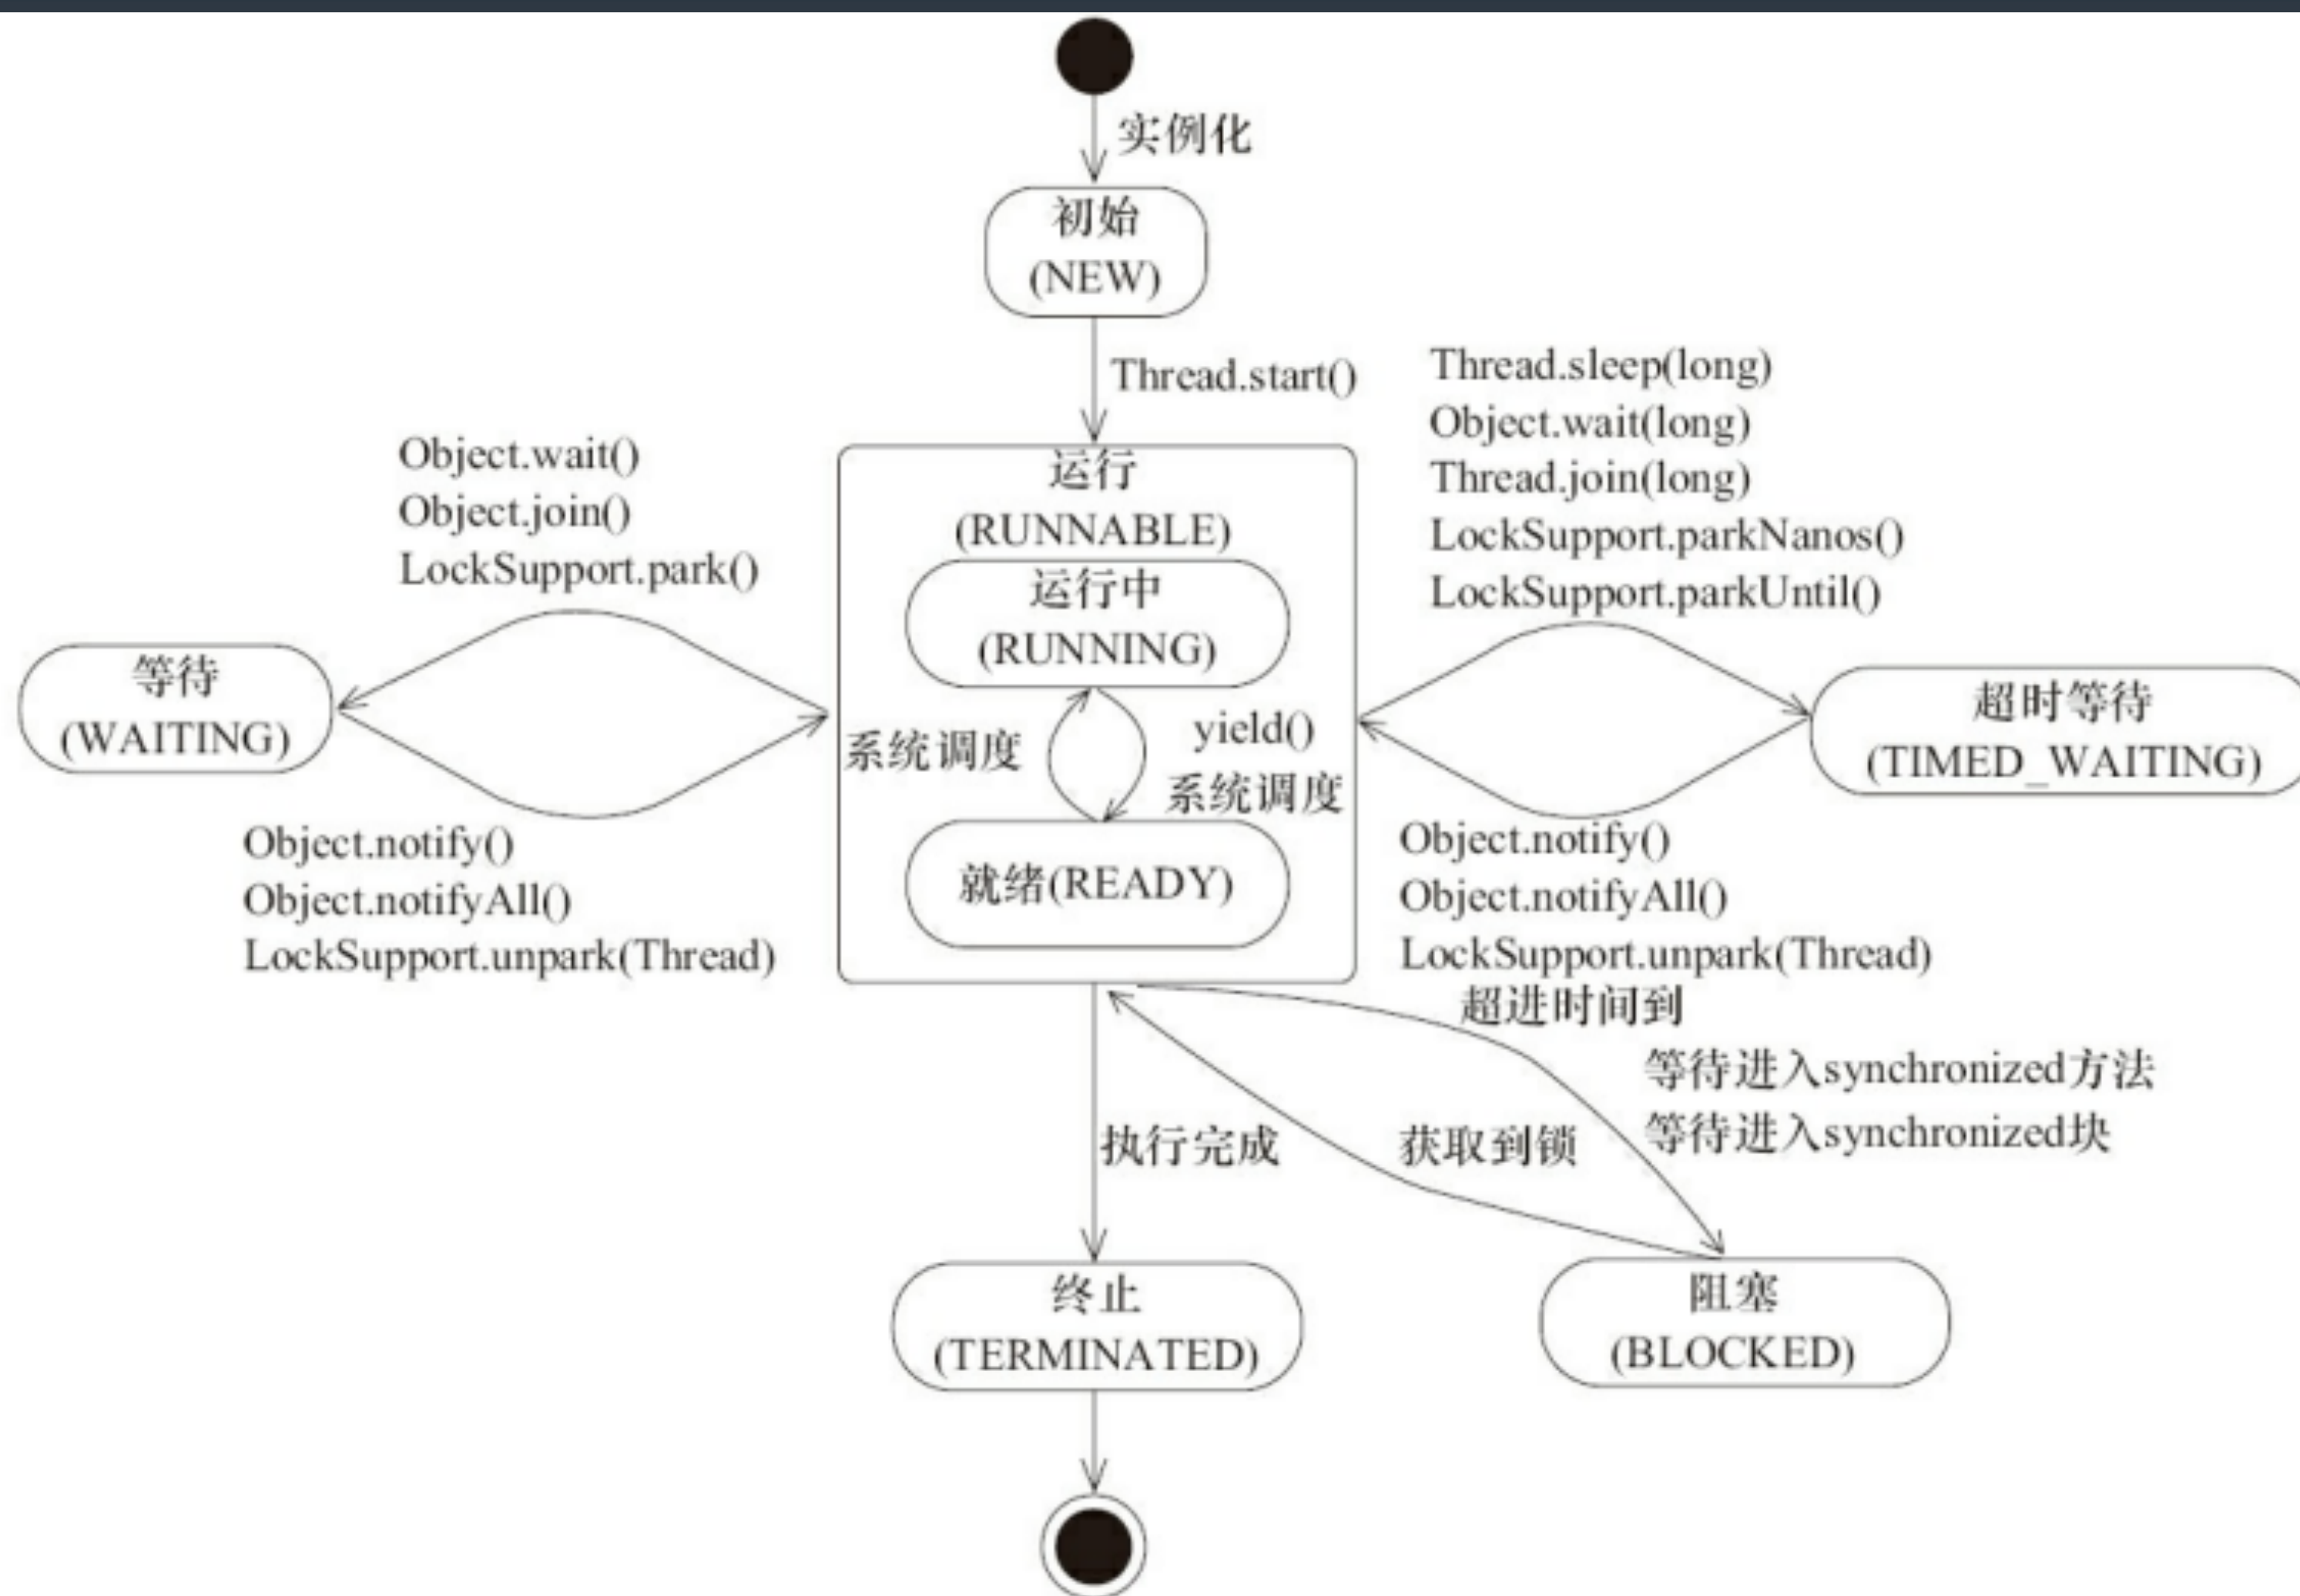 实例化
初始
(NEW)
Thread.start()
Thread.sleep(long)
Object.wait(long)
Thread.join(long)
LockSupport.parkNanos()
LockSupport.parkUntil()
Object.wait()
Object.join()
LockSupport.park()
运行
(RUNNABLE)
运行中
(RUNNING)
等待
(WAITING)
系统调度
yield()
系统调度
超时等待
(TIMED_WAITING)
就绪(READY)
Object.notify()
Object.notifyAll()
LockSupport.unpark(Thread)
Object.notify()
Object.notifyAll()
LockSupport.unpark(Thread)
超进时间到
等待进入synchronized方法
等待进入synchronized块
执行完成
获取到锁
终止
(TERMINATED)
阻塞
(BLOCKED)